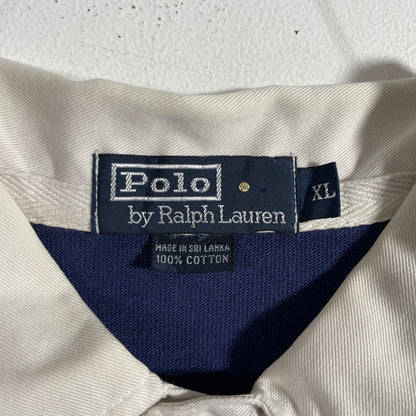 Polo
by Ralph Lauren
XL
MADE IN SRI LANKA
100% COTTON